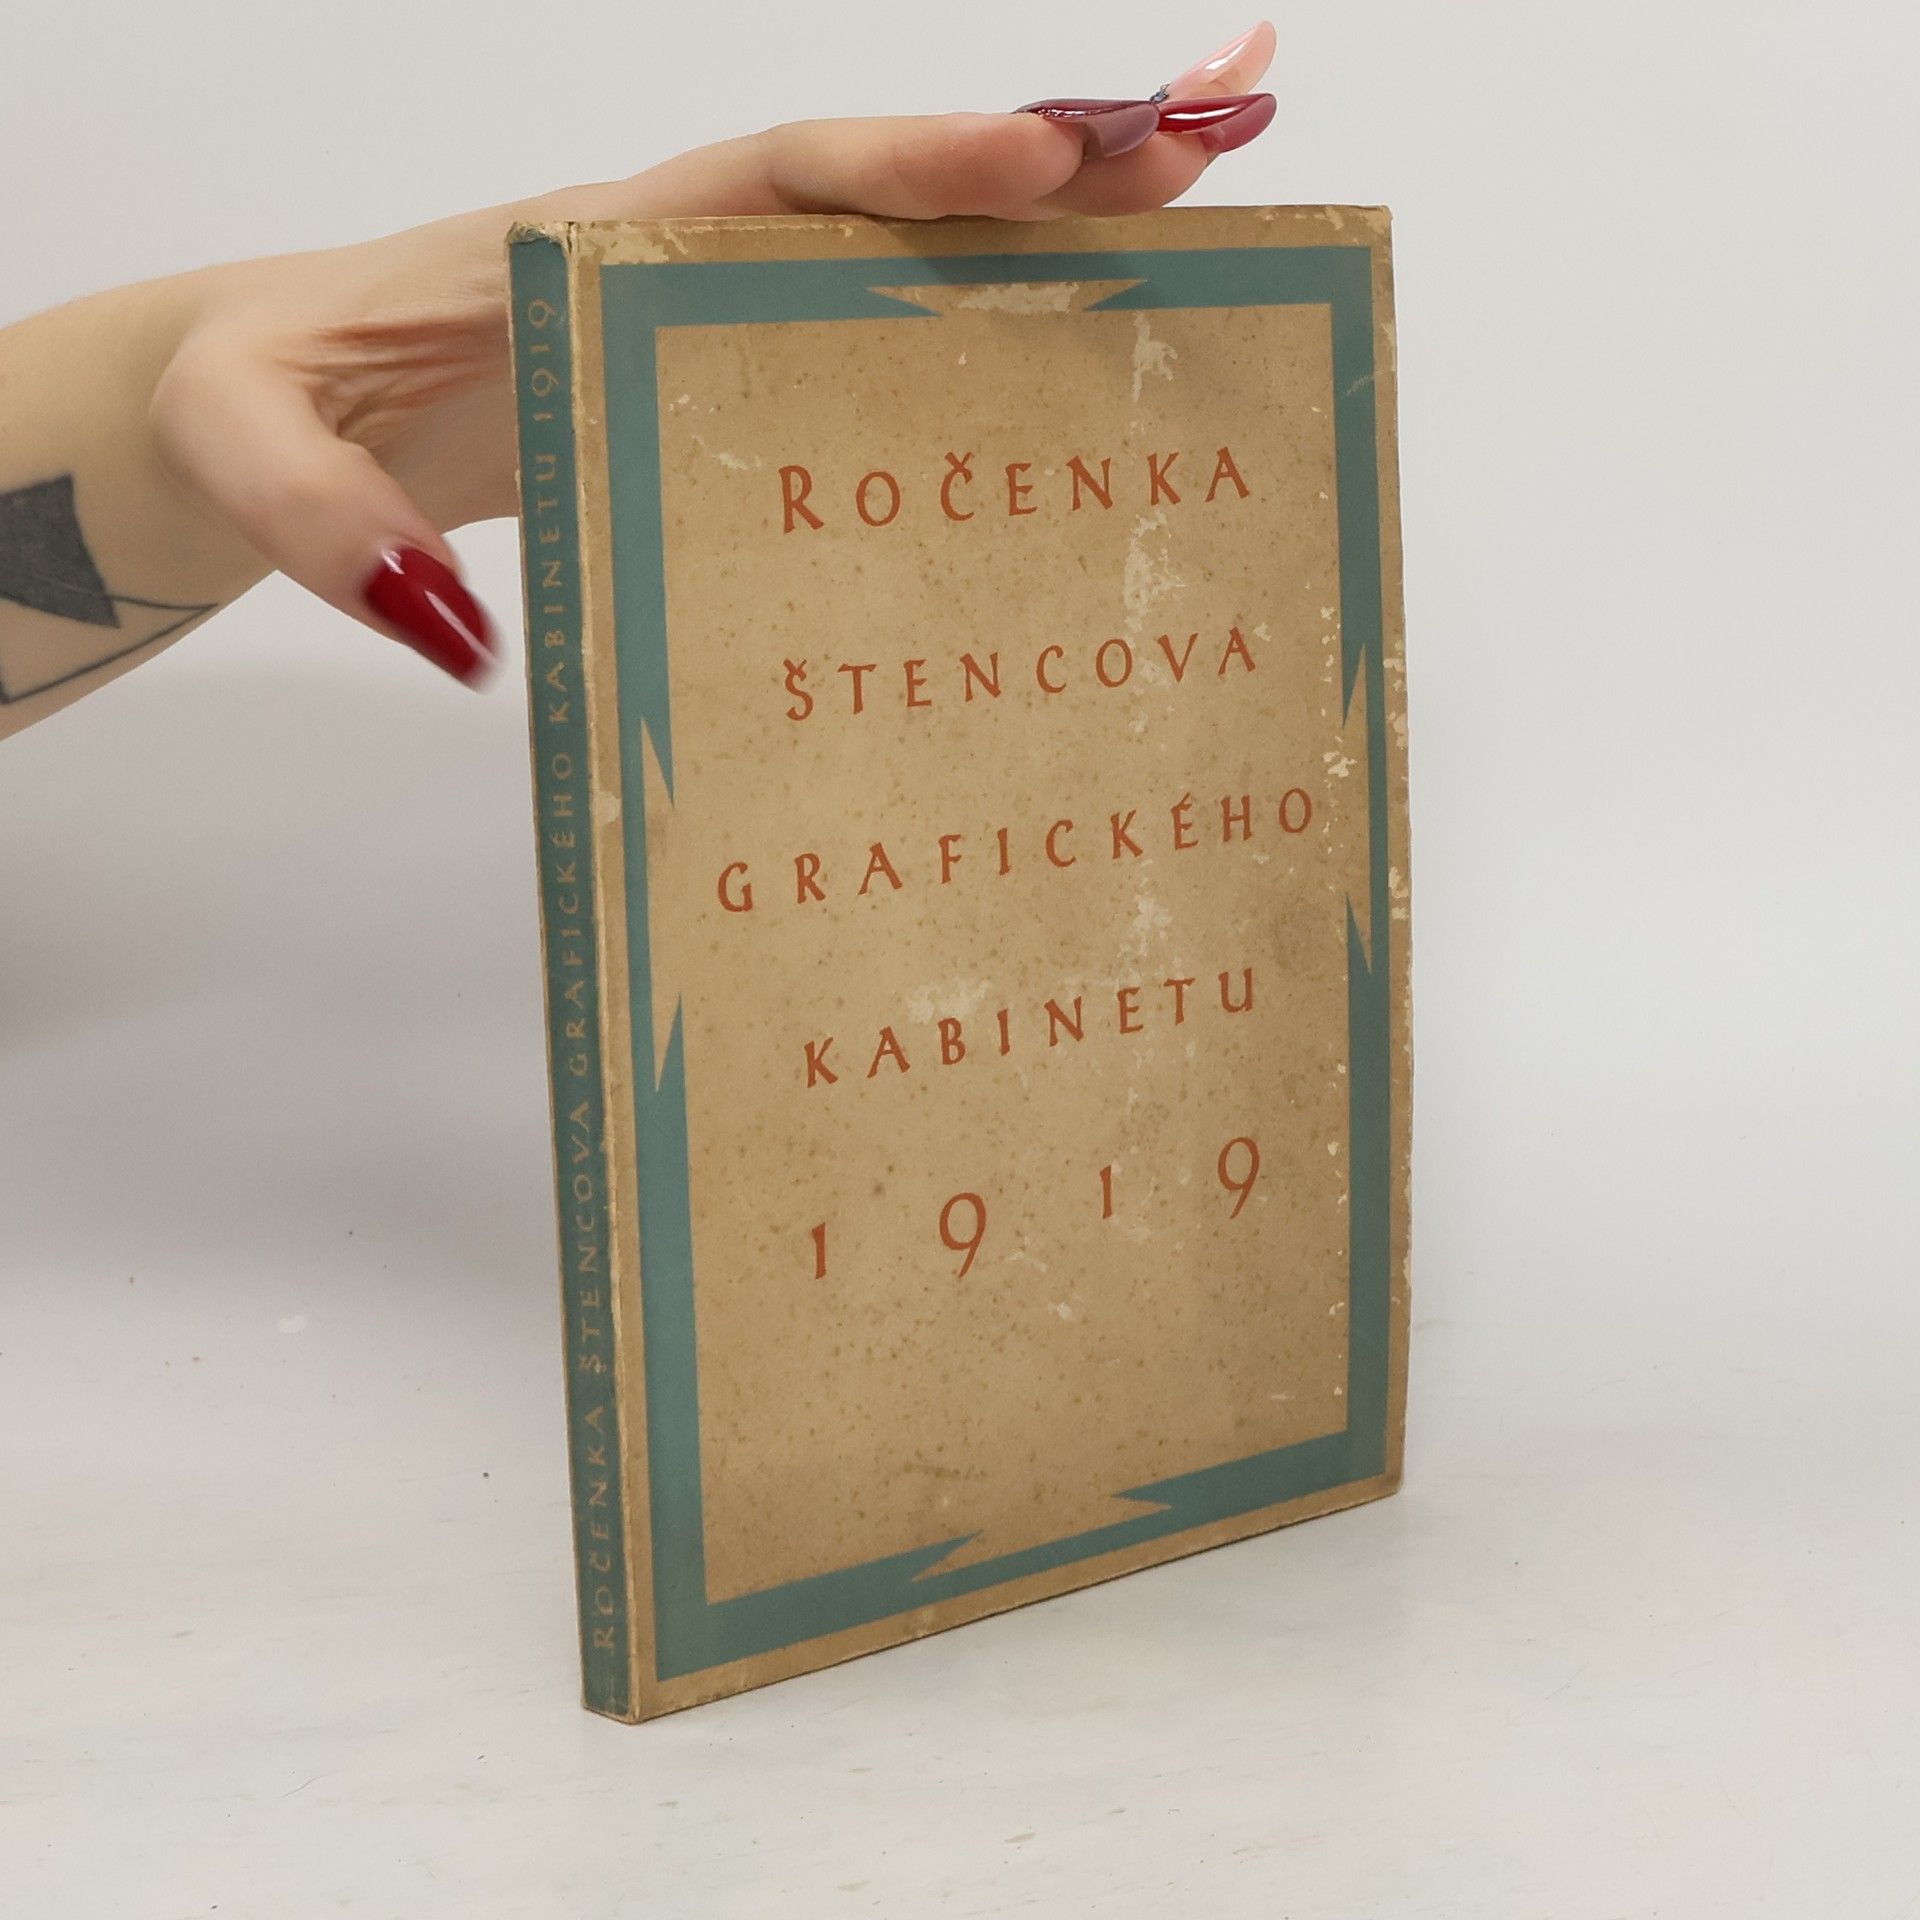 ROČENKA ŠTENCOVA GRAFICKÉHO KABINETU 1919
ROČENKA
ŠTENCOVA
GRAFICKÉHO
KABINETU
1919